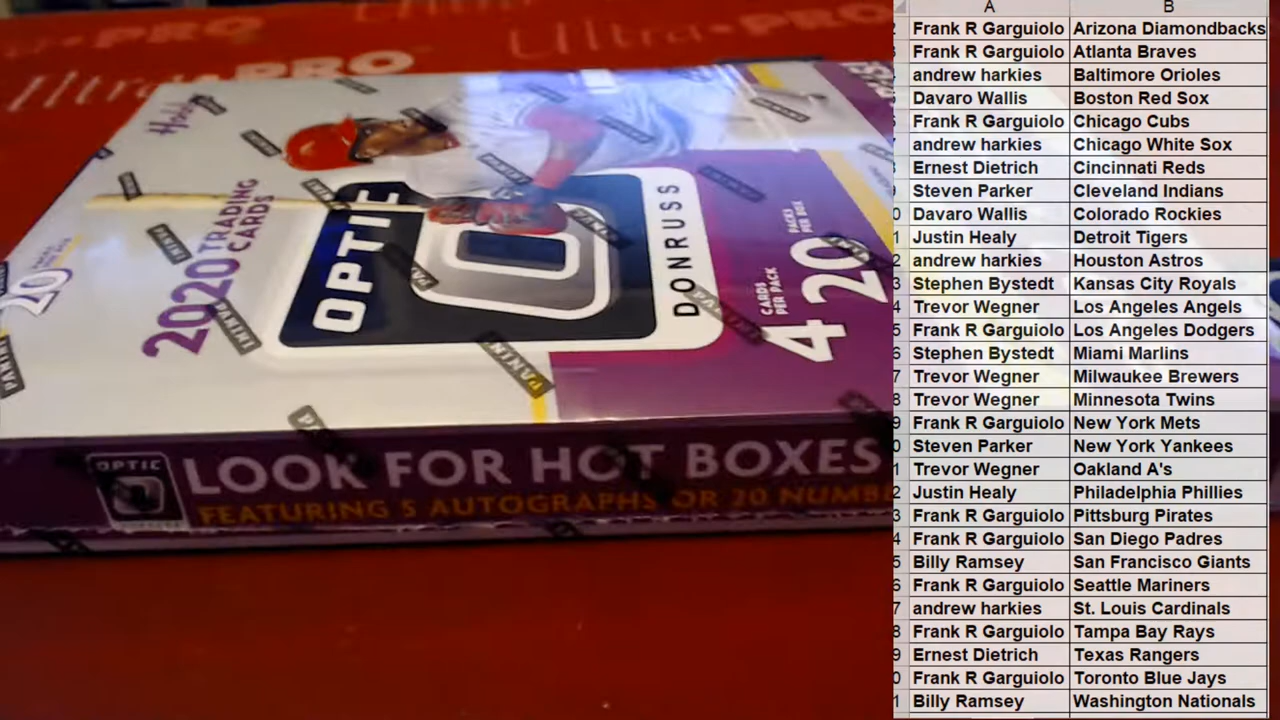 Ultra PRO
Ultra PRO
Hobby
2020 TRADING
CARDS
20
OPTIC
DONRUSS
4 CARDS
PER PACK
20 PACKS
PER BOX
PANINI
OPTIC
LOOK FOR HOT BOXES
FEATURING 5 AUTOGRAPHS OR 20
A B
Frank R Garguiolo Arizona Diamondbacks
Frank R Garguiolo Atlanta Braves
andrew harkies Baltimore Orioles
Davaro Wallis Boston Red Sox
Frank R Garguiolo Chicago Cubs
andrew harkies Chicago White Sox
Ernest Dietrich Cincinnati Reds
Steven Parker Cleveland Indians
Davaro Wallis Colorado Rockies
Justin Healy Detroit Tigers
andrew harkies Houston Astros
Stephen Bystedt Kansas City Royals
Trevor Wegner Los Angeles Angels
Frank R Garguiolo Los Angeles Dodgers
Stephen Bystedt Miami Marlins
Trevor Wegner Milwaukee Brewers
Trevor Wegner Minnesota Twins
Frank R Garguiolo New York Mets
Steven Parker New York Yankees
Trevor Wegner Oakland A's
Justin Healy Philadelphia Phillies
Frank R Garguiolo Pittsburg Pirates
Frank R Garguiolo San Diego Padres
Billy Ramsey San Francisco Giants
Frank R Garguiolo Seattle Mariners
andrew harkies St. Louis Cardinals
Frank R Garguiolo Tampa Bay Rays
Ernest Dietrich Texas Rangers
Frank R Garguiolo Toronto Blue Jays
Billy Ramsey Washington Nationals